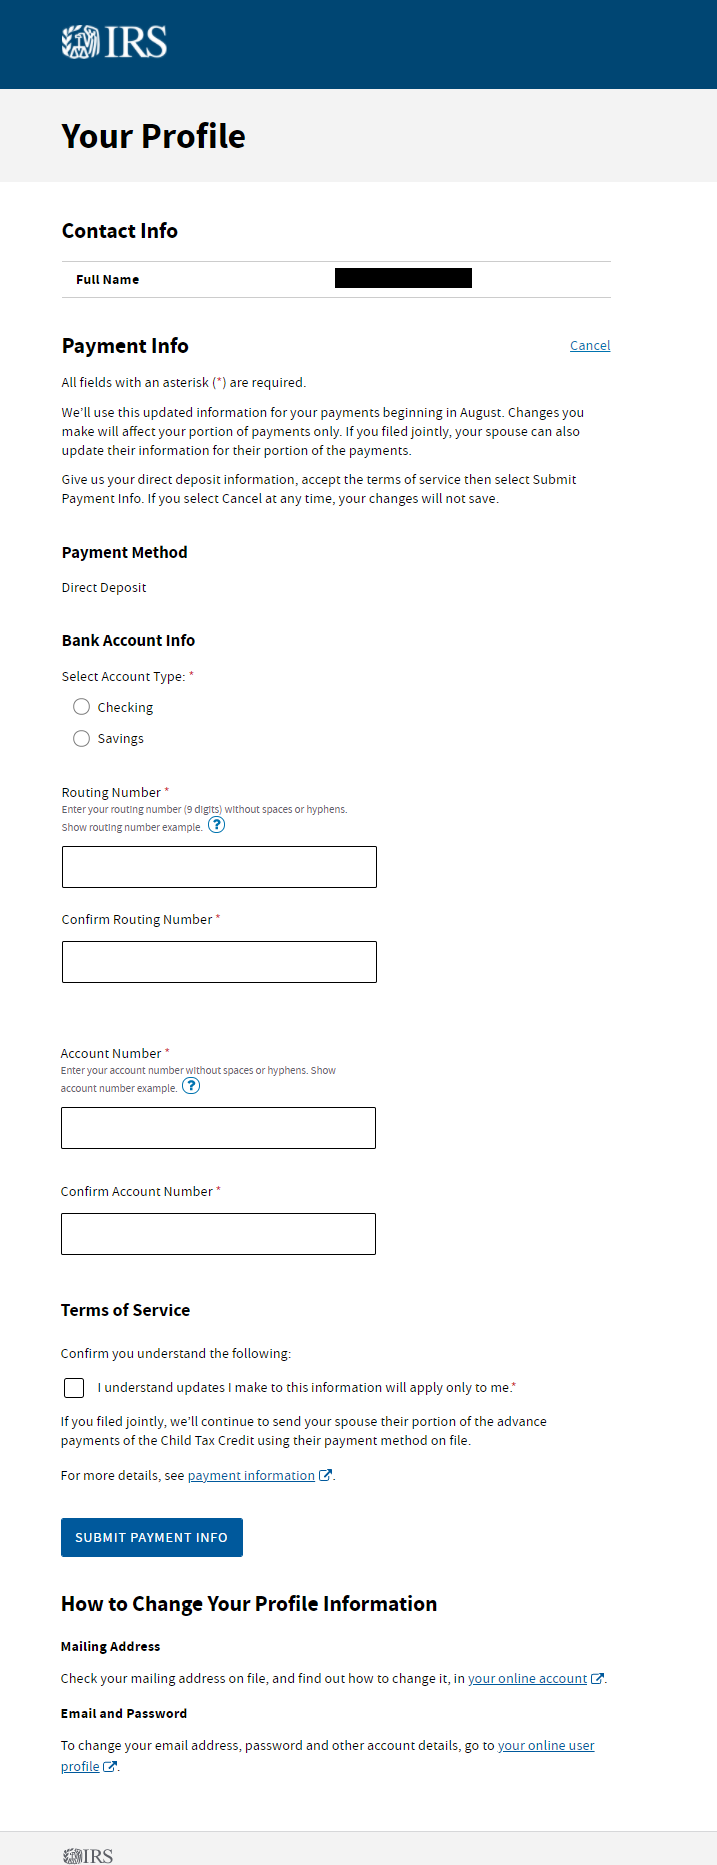 IRS
Your Profile
Contact Info
Full Name
Payment Info
Cancel
All fields with an asterisk (*) are required.
We’ll use this updated information for your payments beginning in August. Changes you
make will affect your portion of payments only. If you filed jointly, your spouse can also
update their information for their portion of the payments.
Give us your direct deposit information, accept the terms of service then select Submit
Payment Info. If you select Cancel at any time, your changes will not save.
Payment Method
Direct Deposit
Bank Account Info
Select Account Type: *
Checking
Savings
Routing Number *
Enter your routing number (9 digits) without spaces or hyphens.
Show routing number example. ?
Confirm Routing Number *
Account Number *
Enter your account number without spaces or hyphens. Show
account number example. ?
Confirm Account Number *
Terms of Service
Confirm you understand the following:
I understand updates I make to this information will apply only to me.*
If you filed jointly, we’ll continue to send your spouse their portion of the advance
payments of the Child Tax Credit using their payment method on file.
For more details, see payment information.
SUBMIT PAYMENT INFO
How to Change Your Profile Information
Mailing Address
Check your mailing address on file, and find out how to change it, in your online account.
Email and Password
To change your email address, password and other account details, go to your online user
profile.
IRS